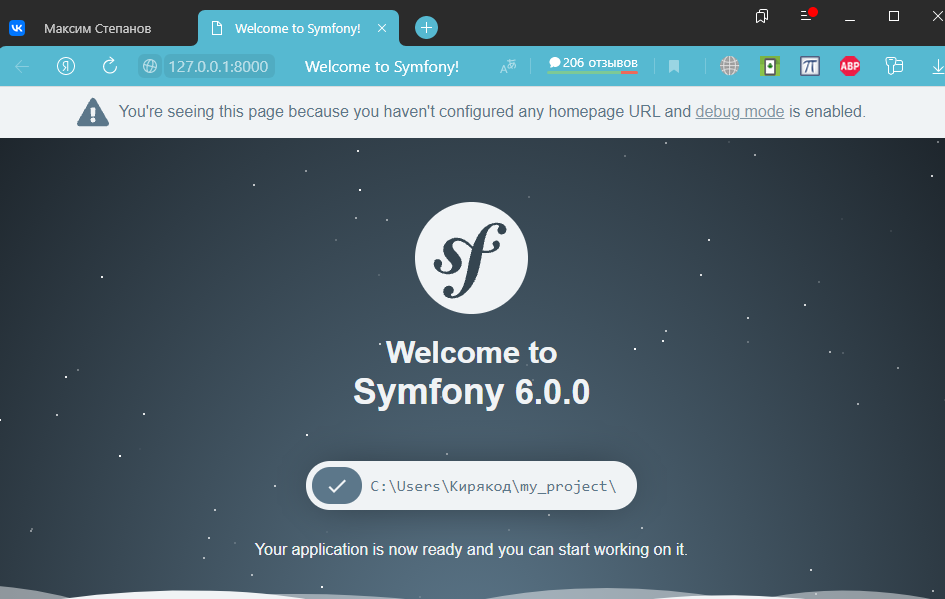 Максим Степанов
Welcome to Symfony!
127.0.0.1:8000
Welcome to Symfony!
206 отзывов
ABP
You're seeing this page because you haven't configured any homepage URL and debug mode is enabled.
sf
Welcome to
Symfony 6.0.0
C:\Users\Кирякод\my_project\
Your application is now ready and you can start working on it.